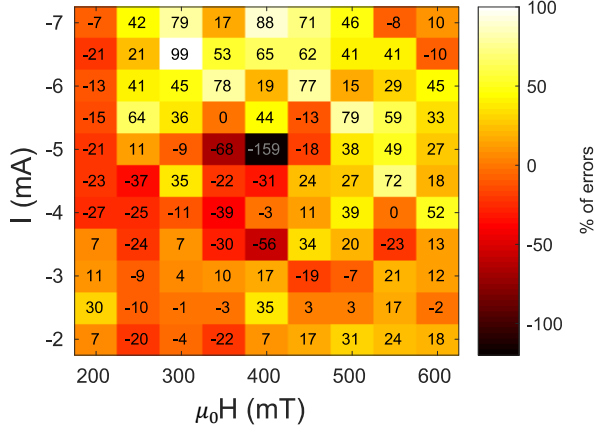 -7 -7 42 79 17 88 71 46 -8 10 100
-21 21 99 53 65 62 41 41 -10
-6 -13 41 45 78 19 77 15 29 45 50
-15 64 36 0 44 -13 79 59 33
-5 -21 11 -9 -68 -159 -18 38 49 27 0
-23 -37 35 -22 -31 24 27 72 18
-4 -27 -25 -11 -39 -3 11 39 0 52
7 -24 7 -30 -56 34 20 -23 13 -50
-3 11 -9 4 10 17 -19 -7 21 12
30 -10 -1 -3 35 3 3 17 -2 -100
-2 7 -20 -4 -22 7 17 31 24 18
200 300 400 500 600
μ₀H (mT)
I (mA)
% of errors